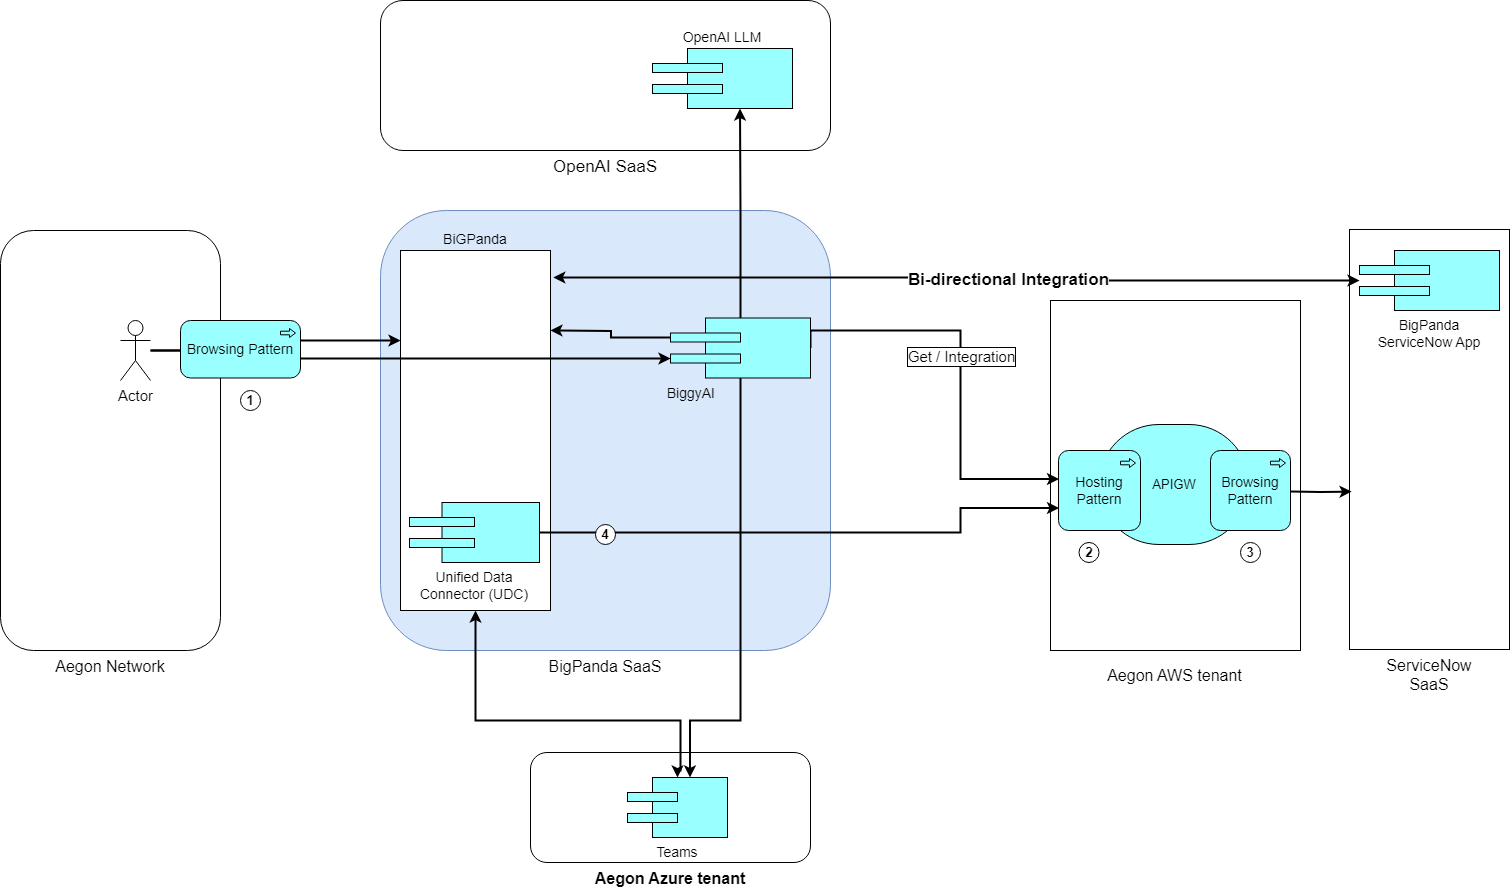 OpenAI LLM
OpenAI SaaS
BiGPanda
Bi-directional Integration
BigPanda
ServiceNow App
Browsing Pattern
Actor
1
Get / Integration
BiggyAI
Hosting
Pattern
APIGW
Browsing
Pattern
2
3
4
Unified Data
Connector (UDC)
Aegon Network
BigPanda SaaS
Aegon AWS tenant
ServiceNow
SaaS
Teams
Aegon Azure tenant